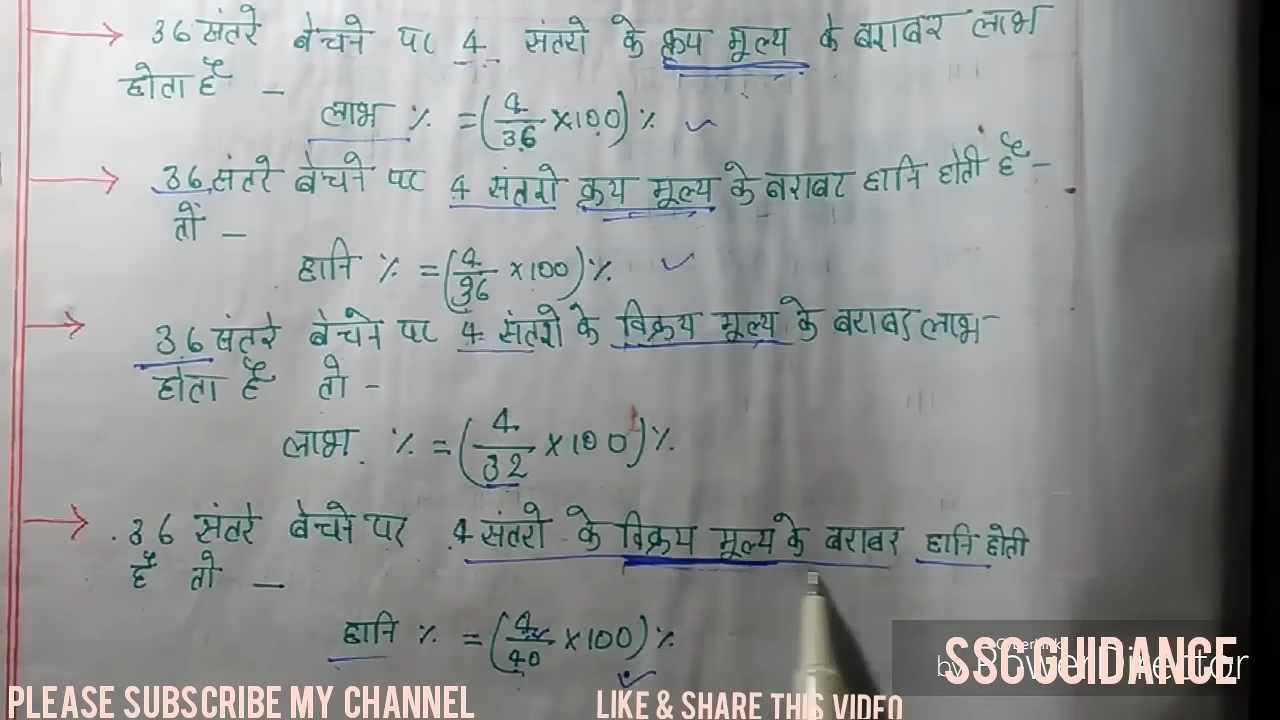 36 संतरे बेचने पर 4 संतरो के क्रय मूल्य के बराबर लाभ
होता है –
लाभ % = (4/36 × 100) %
36 संतरे बेचने पर 4 संतरो क्रय मूल्य के बराबर हानि होती है –
तो –
हानि % = (4/36 × 100) %
36 संतरे बेचने पर 4 संतरो के विक्रय मूल्य के बराबर लाभ –
होता है तो –
लाभ % = (4/32 × 100) %
36 संतरे बेचने पर 4 संतरो के विक्रय मूल्य के बराबर हानि होती
है तो –
हानि % = (4/40 × 100) %
SSC GUIDANCE
by PowerDirector
PLEASE SUBSCRIBE MY CHANNEL
LIKE & SHARE THIS VIDEO